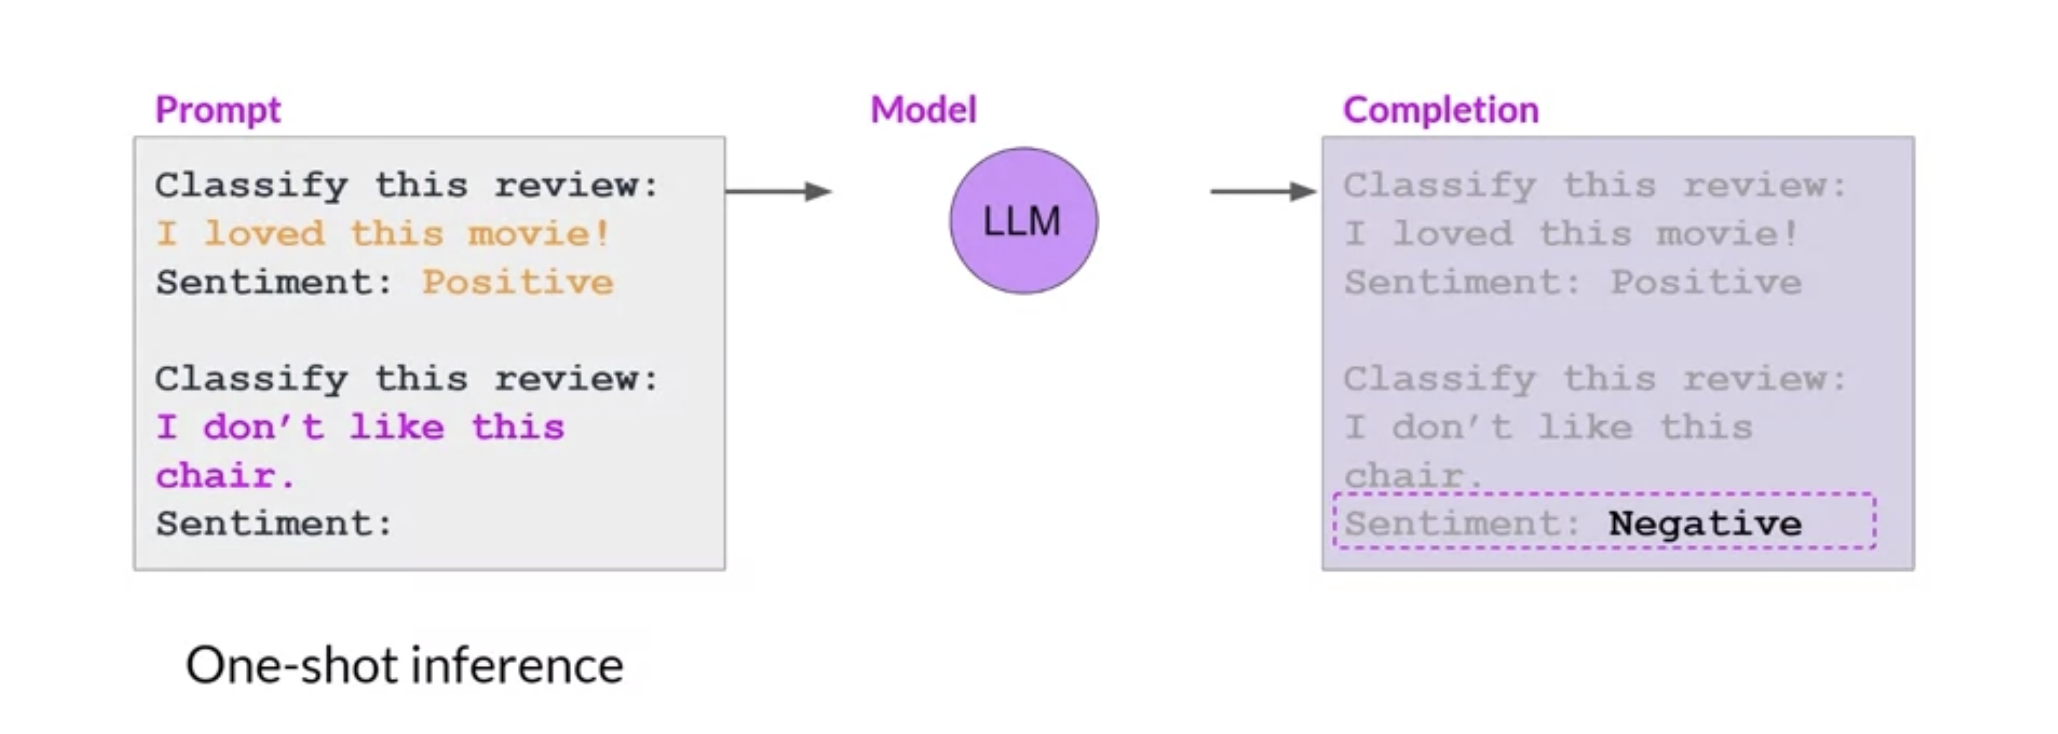 Prompt
Classify this review:
I loved this movie!
Sentiment: Positive
Classify this review:
I don’t like this
chair.
Sentiment:
One-shot inference
Model
LLM
Completion
Classify this review:
I loved this movie!
Sentiment: Positive
Classify this review:
I don’t like this
chair.
Sentiment: Negative